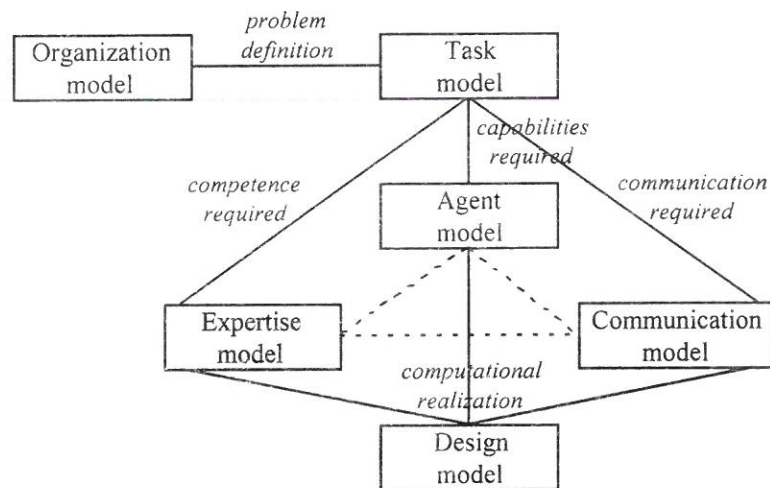 problem
definition
Organization
model
Task
model
capabilities
required
competence
required
communication
required
Agent
model
Expertise
model
Communication
model
computational
realization
Design
model